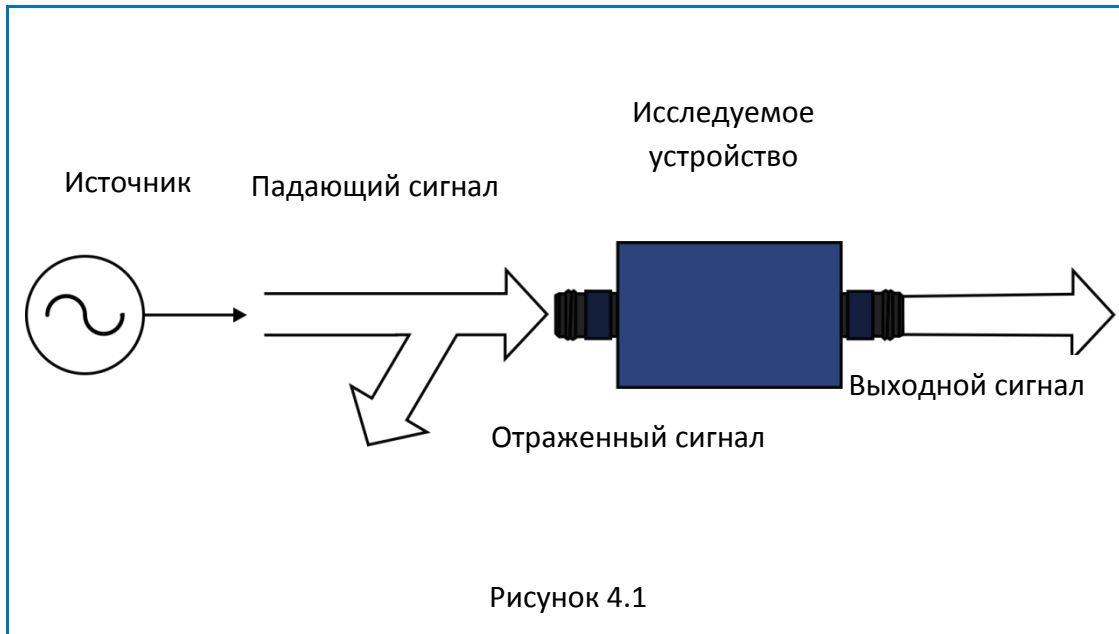 Исследуемое
устройство
Источник
Падающий сигнал
Выходной сигнал
Отраженный сигнал
Рисунок 4.1